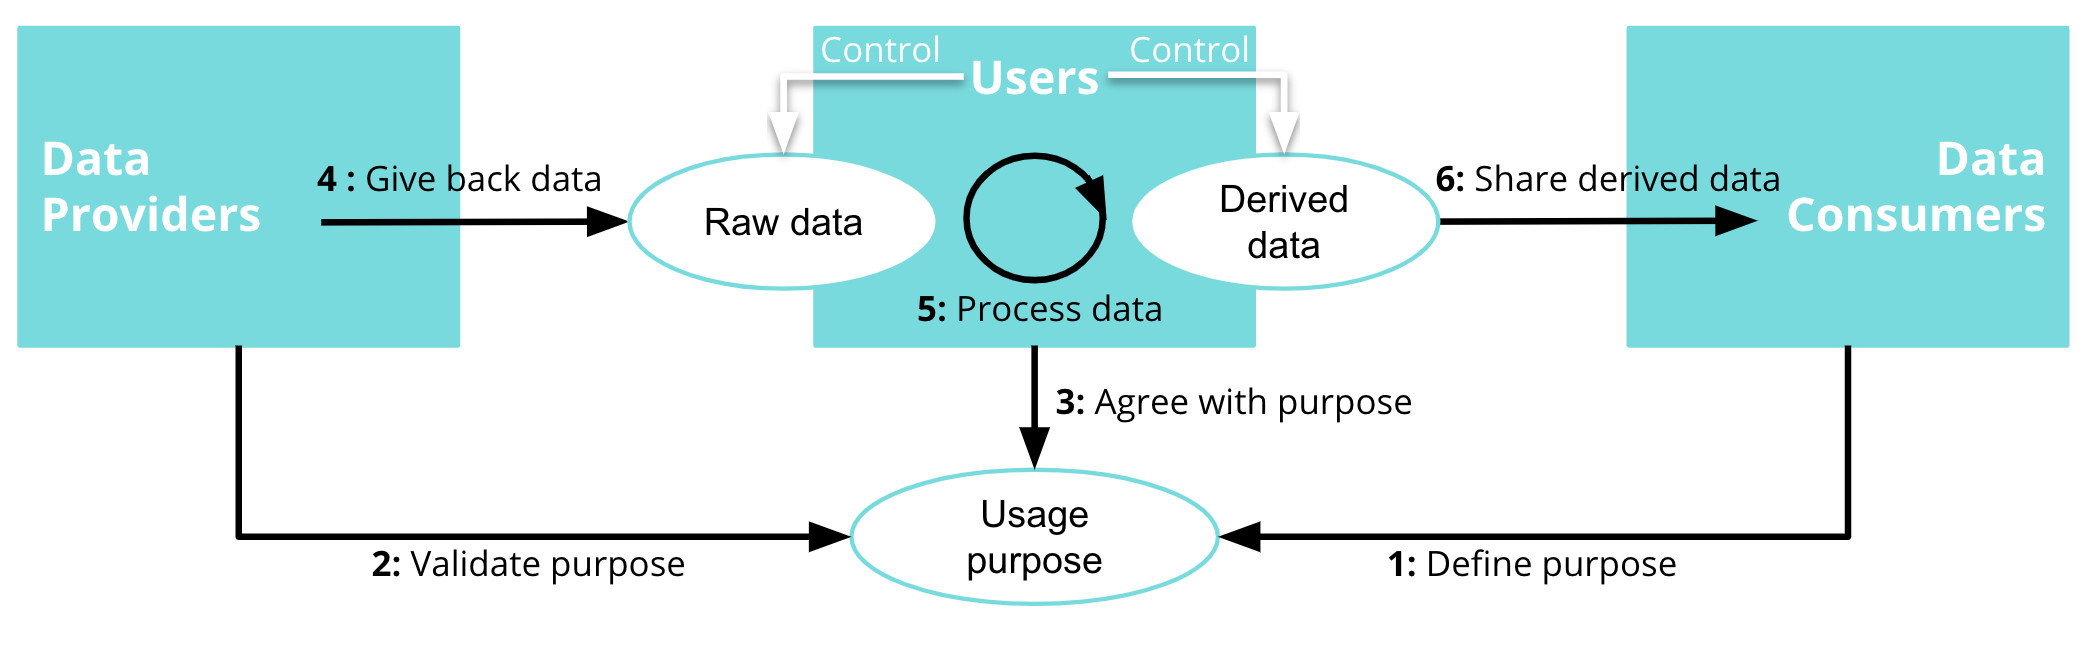 Control
Control
Users
Data
Providers
4 : Give back data
Raw data
Derived
data
5: Process data
6: Share derived data
Data
Consumers
3: Agree with purpose
Usage
purpose
2: Validate purpose
1: Define purpose